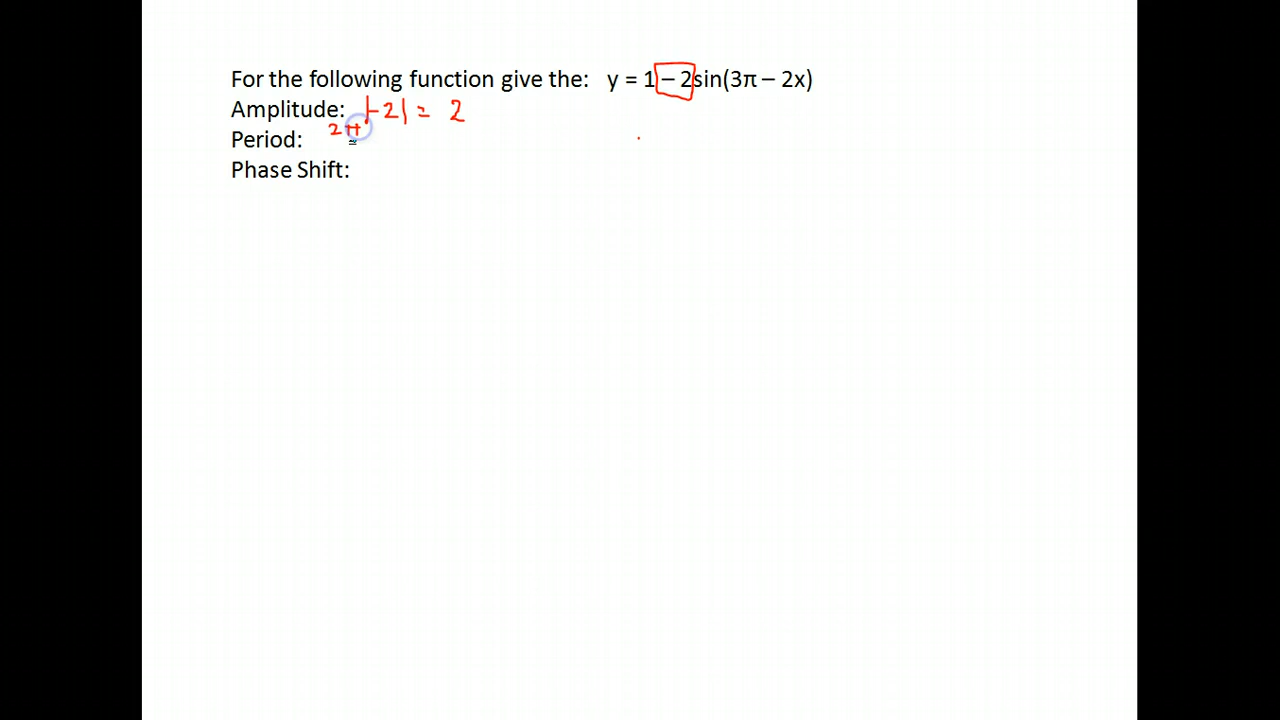 For the following function give the: y = 1 – 2sin(3π – 2x)
Amplitude: |-2| = 2
Period: 2π
Phase Shift: